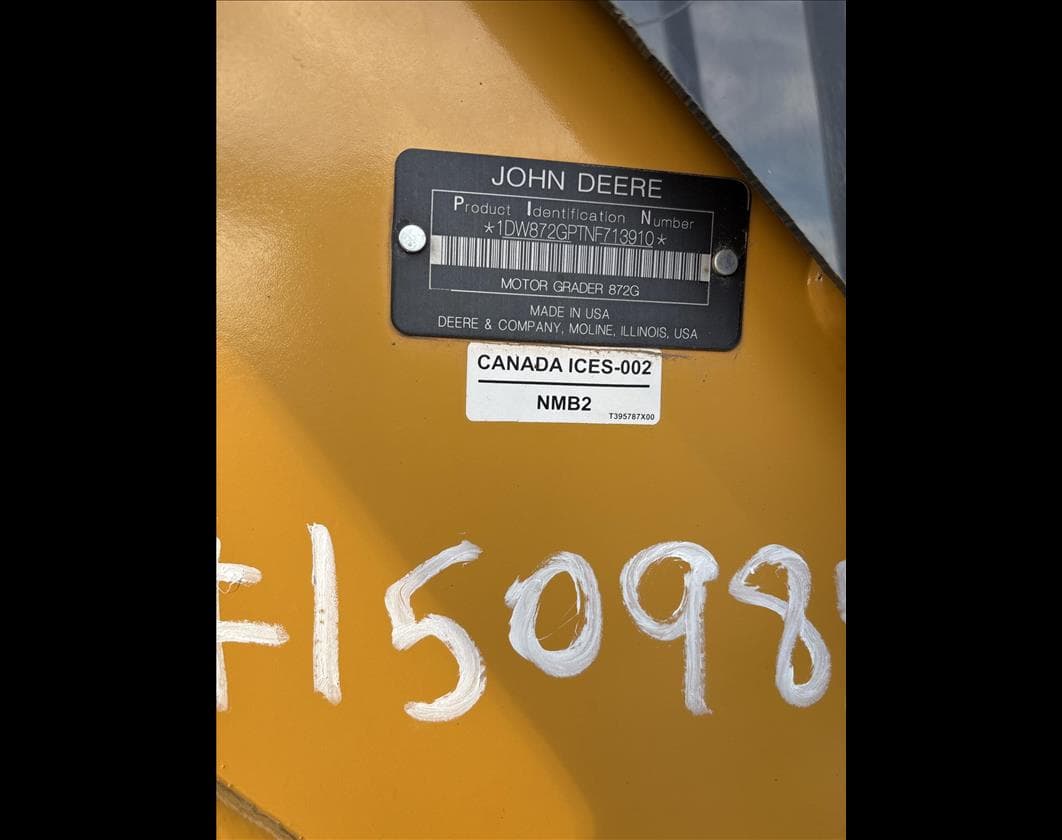 JOHN DEERE
Product Identification Number
*1DW872GPTNF713910*
MOTOR GRADER 872G
MADE IN USA
DEERE & COMPANY, MOLINE, ILLINOIS, USA
CANADA ICES-002
NMB2
T395787X00
#15098